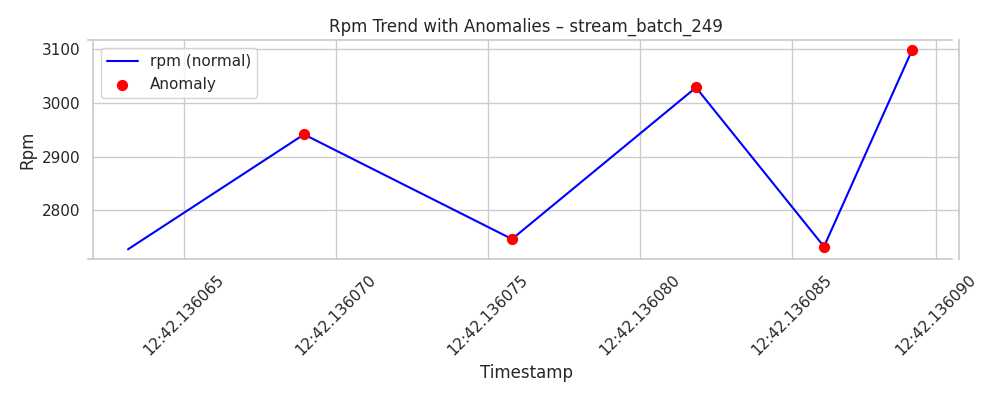 Rpm Trend with Anomalies – stream_batch_249
rpm (normal)
Anomaly
3100
3000
2900
2800
Rpm
12:42.136065
12:42.136070
12:42.136075
12:42.136080
12:42.136085
12:42.136090
Timestamp